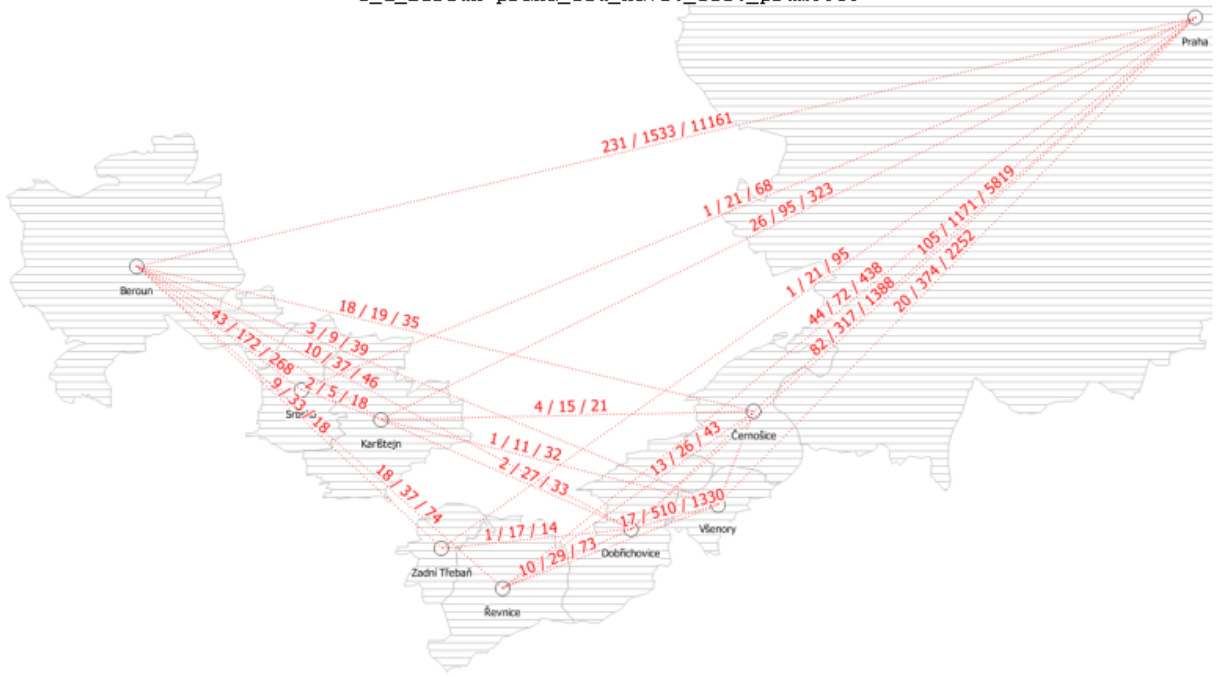 Praha
231 / 1533 / 11161
1 / 21 / 68
26 / 95 / 323
105 / 1171 / 5819
1 / 21 / 95
44 / 72 / 438
20 / 374 / 2252
82 / 317 / 1388
Beroun
18 / 19 / 35
43 / 172 / 268
3 / 9 / 39
10 / 37 / 46
9 / 33 / 18
2 / 5 / 18
4 / 15 / 21
Karßtejn
Černošice
1 / 11 / 32
13 / 26 / 43
2 / 27 / 33
18 / 37 / 74
17 / 510 / 1330
1 / 17 / 14
Všenory
10 / 29 / 73
Dobřichovice
Zadní Třebaň
Řevnice